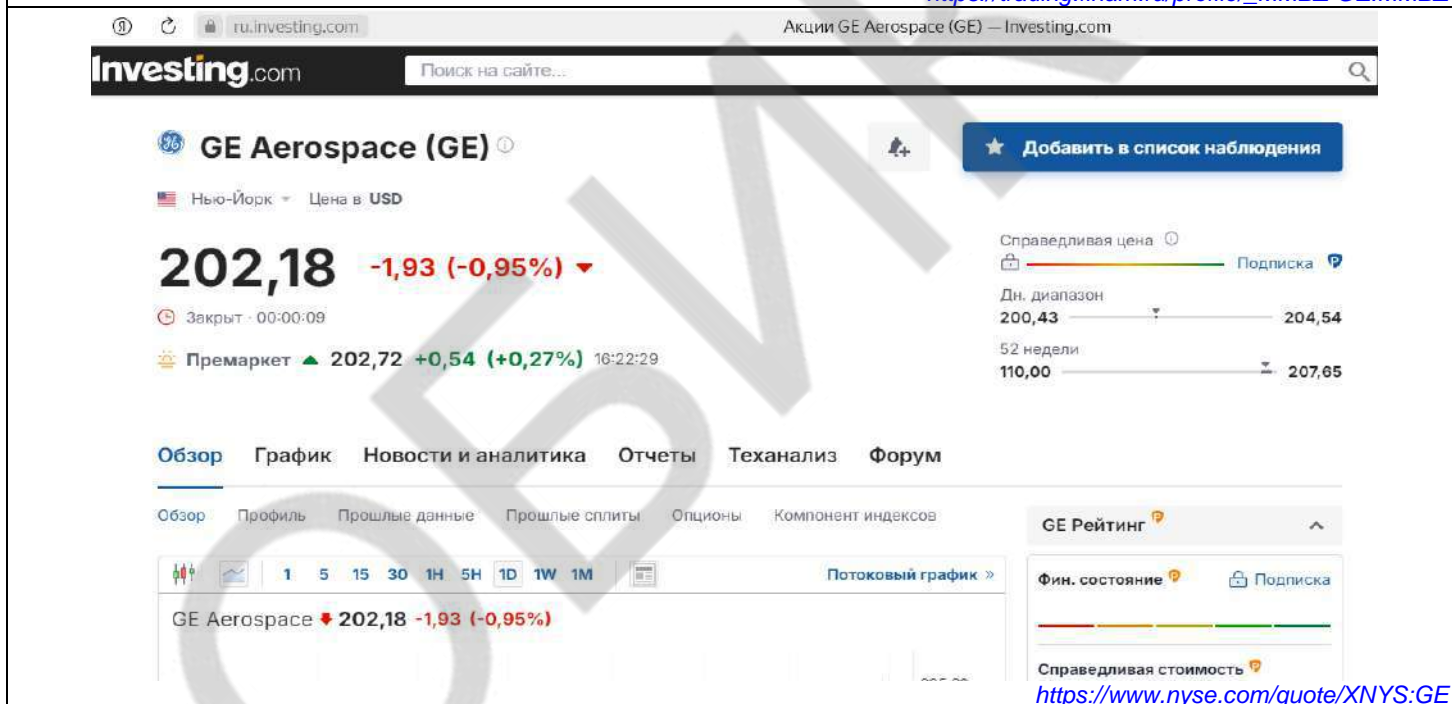 ru.investing.com Акции GE Aerospace (GE) — Investing.com
Investing.com Поиск на сайте...
GE Aerospace (GE)
Добавить в список наблюдения
Нью-Йорк Цена в USD
202,18 -1,93 (-0,95%)
Закрыт · 00:00:09
Премаркет 202,72 +0,54 (+0,27%) 16:22:29
Справедливая цена
Подписка
Дн. диапазон
200,43 204,54
52 недели
110,00 207,65
Обзор График Новости и аналитика Отчеты Теханализ Форум
Обзор Профиль Прошлые данные Прошлые сплиты Опционы Компонент индексов
GE Рейтинг
1 5 15 30 1H 5H 1D 1W 1M Потоковый график »
Фин. состояние Подписка
GE Aerospace 202,18 -1,93 (-0,95%)
Справедливая стоимость
https://www.nyse.com/quote/XNYS:GE